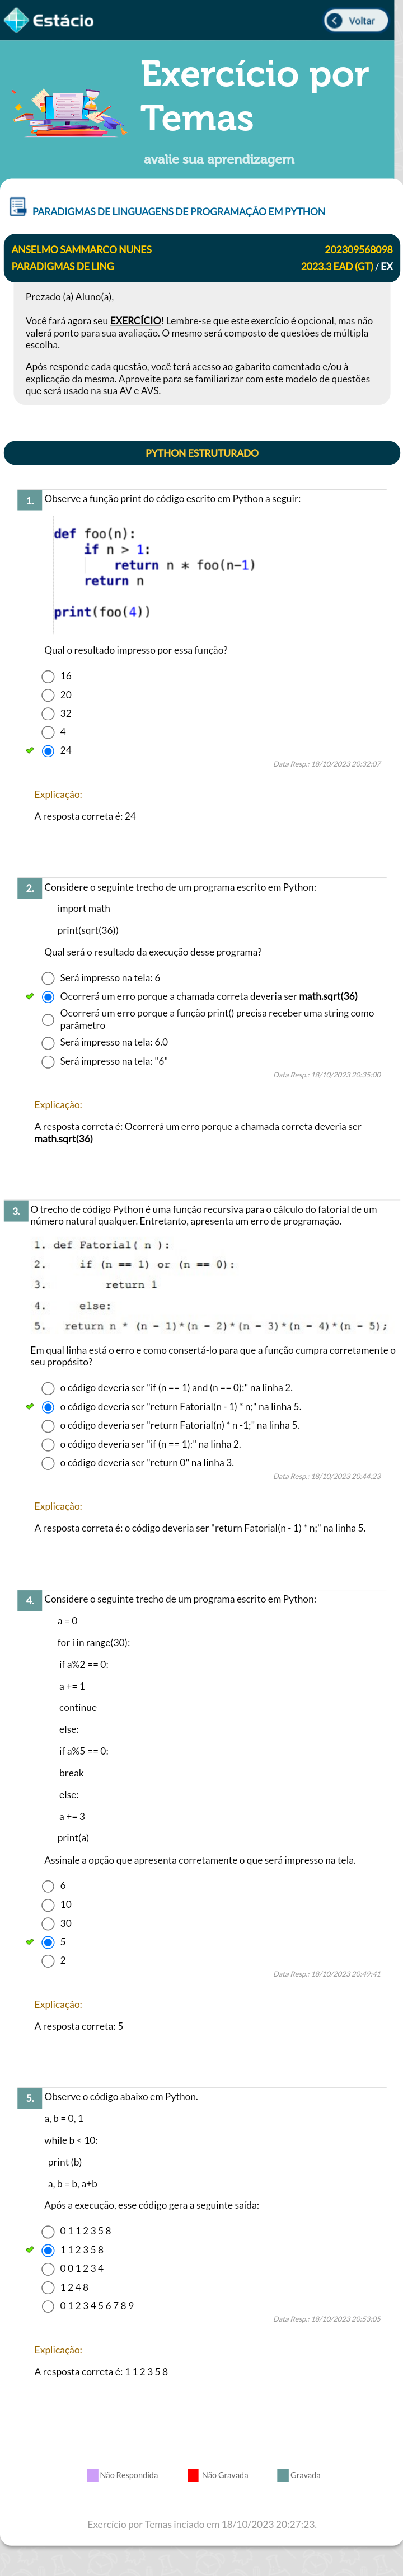 Estácio
Voltar
Exercício por
Temas
avalie sua aprendizagem
PARADIGMAS DE LINGUAGENS DE PROGRAMAÇÃO EM PYTHON
ANSELMO SAMMARCO NUNES 202309568098
PARADIGMAS DE LING 2023.3 EAD (GT) / EX
Prezado (a) Aluno(a),
Você fará agora seu EXERCÍCIO! Lembre-se que este exercício é opcional, mas não
valerá ponto para sua avaliação. O mesmo será composto de questões de múltipla
escolha.
Após responde cada questão, você terá acesso ao gabarito comentado e/ou à
explicação da mesma. Aproveite para se familiarizar com este modelo de questões
que será usado na sua AV e AVS.
PYTHON ESTRUTURADO
1. Observe a função print do código escrito em Python a seguir:
def foo(n):
if n > 1:
return n * foo(n-1)
return n
print(foo(4))
Qual o resultado impresso por essa função?
16
20
32
4
24
Data Resp.: 18/10/2023 20:32:07
Explicação:
A resposta correta é: 24
2. Considere o seguinte trecho de um programa escrito em Python:
import math
print(sqrt(36))
Qual será o resultado da execução desse programa?
Será impresso na tela: 6
Ocorrerá um erro porque a chamada correta deveria ser math.sqrt(36)
Ocorrerá um erro porque a função print() precisa receber uma string como
parâmetro
Será impresso na tela: 6.0
Será impresso na tela: "6"
Data Resp.: 18/10/2023 20:35:00
Explicação:
A resposta correta é: Ocorrerá um erro porque a chamada correta deveria ser
math.sqrt(36)
3. O trecho de código Python é uma função recursiva para o cálculo do fatorial de um
número natural qualquer. Entretanto, apresenta um erro de programação.
1. def Fatorial( n ):
2. if (n == 1) or (n == 0):
3. return 1
4. else:
5. return n * (n - 1)*(n - 2)*(n - 3)*(n - 4)*(n - 5);
Em qual linha está o erro e como consertá-lo para que a função cumpra corretamente o
seu propósito?
o código deveria ser "if (n == 1) and (n == 0):" na linha 2.
o código deveria ser "return Fatorial(n - 1) * n;" na linha 5.
o código deveria ser "return Fatorial(n) * n -1;" na linha 5.
o código deveria ser "if (n == 1):" na linha 2.
o código deveria ser "return 0" na linha 3.
Data Resp.: 18/10/2023 20:44:23
Explicação:
A resposta correta é: o código deveria ser "return Fatorial(n - 1) * n;" na linha 5.
4. Considere o seguinte trecho de um programa escrito em Python:
a = 0
for i in range(30):
if a%2 == 0:
a += 1
continue
else:
if a%5 == 0:
break
else:
a += 3
print(a)
Assinale a opção que apresenta corretamente o que será impresso na tela.
6
10
30
5
2
Data Resp.: 18/10/2023 20:49:41
Explicação:
A resposta correta: 5
5. Observe o código abaixo em Python.
a, b = 0, 1
while b < 10:
print (b)
a, b = b, a+b
Após a execução, esse código gera a seguinte saída:
0 1 1 2 3 5 8
1 1 2 3 5 8
0 0 1 2 3 4
1 2 4 8
0 1 2 3 4 5 6 7 8 9
Data Resp.: 18/10/2023 20:53:05
Explicação:
A resposta correta é: 1 1 2 3 5 8
Não Respondida Não Gravada Gravada
Exercício por Temas inciado em 18/10/2023 20:27:23.